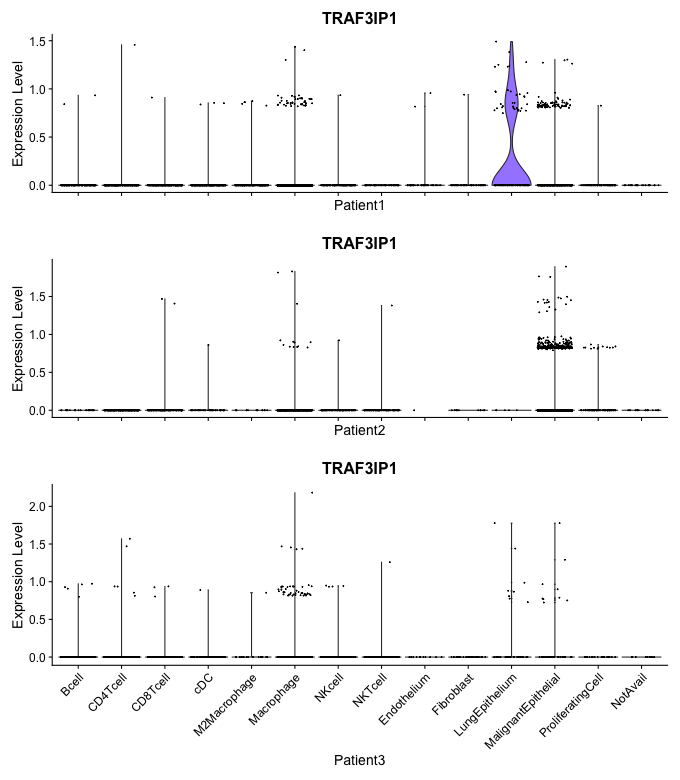 TRAF3IP1
Expression Level
1.5
1.0
0.5
0.0
Patient1
TRAF3IP1
Expression Level
1.5
1.0
0.5
0.0
Patient2
TRAF3IP1
Expression Level
2.0
1.5
1.0
0.5
0.0
Bcell
CD4Tcell
CD8Tcell
cDC
M2Macrophage
Macrophage
NKcell
NKTcell
Endothelium
Fibroblast
LungEpithelium
MalignantEpithelial
ProliferatingCell
NotAvail
Patient3